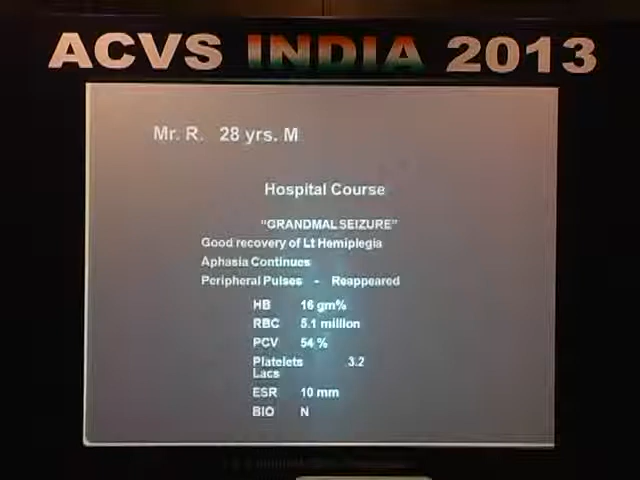 ACVS INDIA 2013
Mr. R. 28 yrs. M
Hospital Course
"GRANDMAL SEIZURE"
Good recovery of Lt Hemiplegia
Aphasia Continues
Peripheral Pulses - Reappeared
HB 16 gm%
RBC 5.1 million
PCV 54 %
Platelets 3.2
Lacs
ESR 10 mm
BIO N